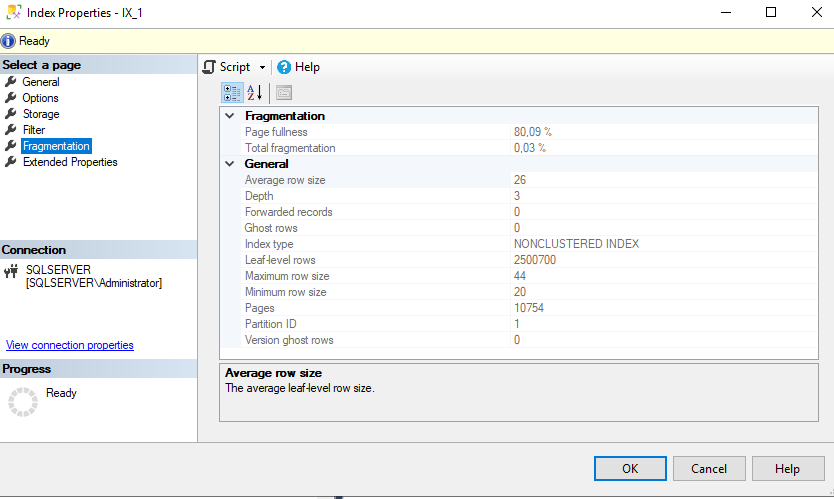 Index Properties - IX_1
Ready
Select a page
General
Options
Storage
Filter
Fragmentation
Extended Properties
Connection
SQLSERVER
[SQLSERVER\Administrator]
View connection properties
Progress
Ready
Script
Help
Fragmentation
Page fullness 80,09 %
Total fragmentation 0,03 %
General
Average row size 26
Depth 3
Forwarded records 0
Ghost rows 0
Index type NONCLUSTERED INDEX
Leaf-level rows 2500700
Maximum row size 44
Minimum row size 20
Pages 10754
Partition ID 1
Version ghost rows 0
Average row size
The average leaf-level row size.
OK Cancel Help